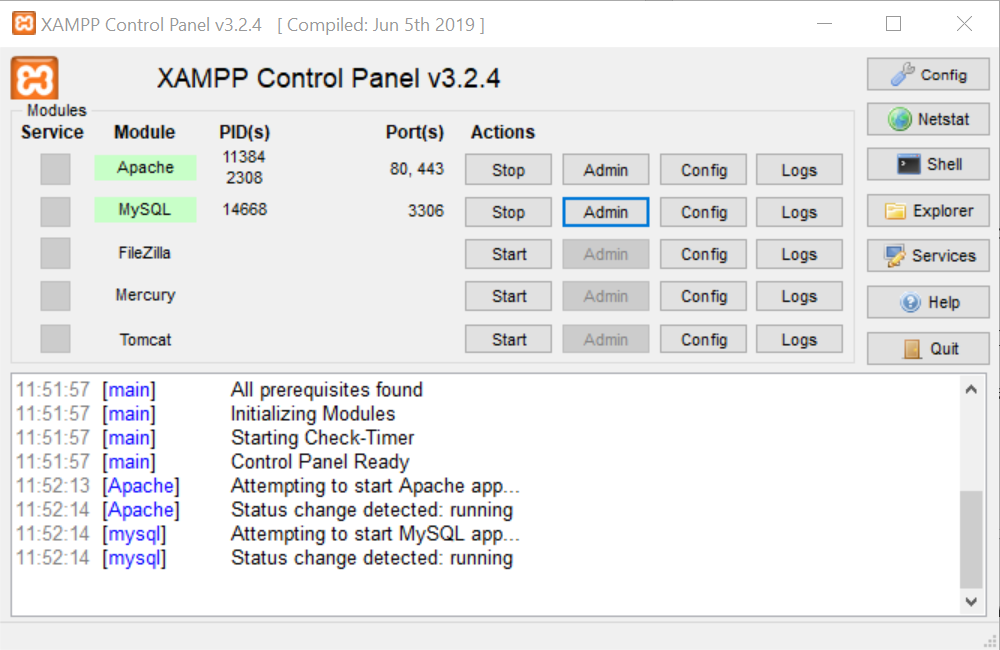 XAMPP Control Panel v3.2.4 [ Compiled: Jun 5th 2019 ]
XAMPP Control Panel v3.2.4
Config
Modules
Service Module PID(s) Port(s) Actions
Netstat
Apache 11384 2308 80, 443 Stop Admin Config Logs
Shell
MySQL 14668 3306 Stop Admin Config Logs
Explorer
FileZilla Start Admin Config Logs
Services
Mercury Start Admin Config Logs
Help
Tomcat Start Admin Config Logs
Quit
11:51:57 [main] All prerequisites found
11:51:57 [main] Initializing Modules
11:51:57 [main] Starting Check-Timer
11:51:57 [main] Control Panel Ready
11:52:13 [Apache] Attempting to start Apache app...
11:52:14 [Apache] Status change detected: running
11:52:14 [mysql] Attempting to start MySQL app...
11:52:14 [mysql] Status change detected: running